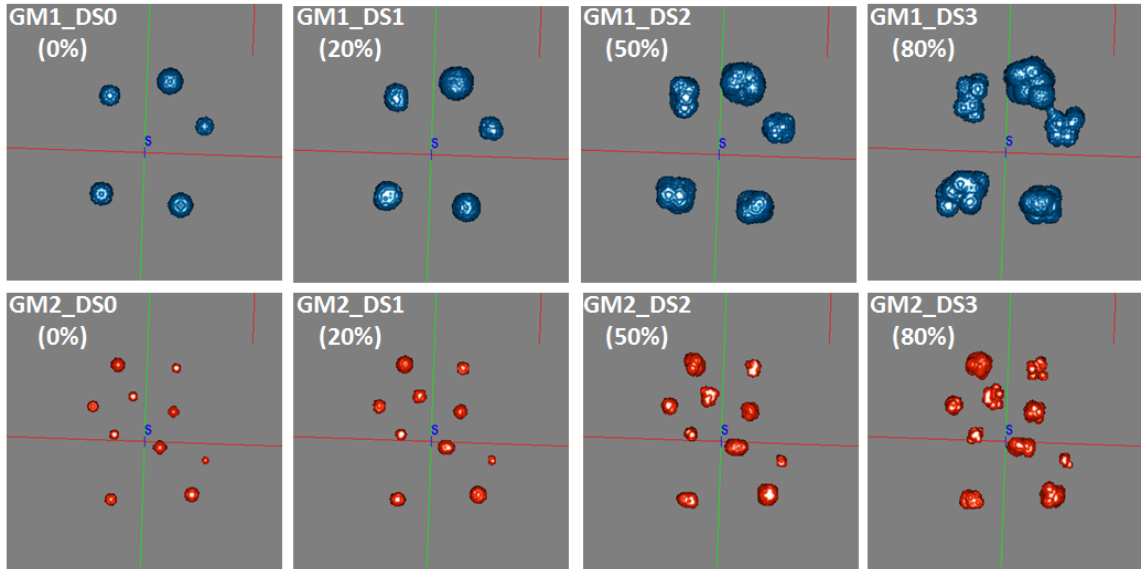 GM1_DS0
(0%)
S
GM1_DS1
(20%)
S
GM1_DS2
(50%)
S
GM1_DS3
(80%)
S
GM2_DS0
(0%)
S
GM2_DS1
(20%)
S
GM2_DS2
(50%)
S
GM2_DS3
(80%)
S